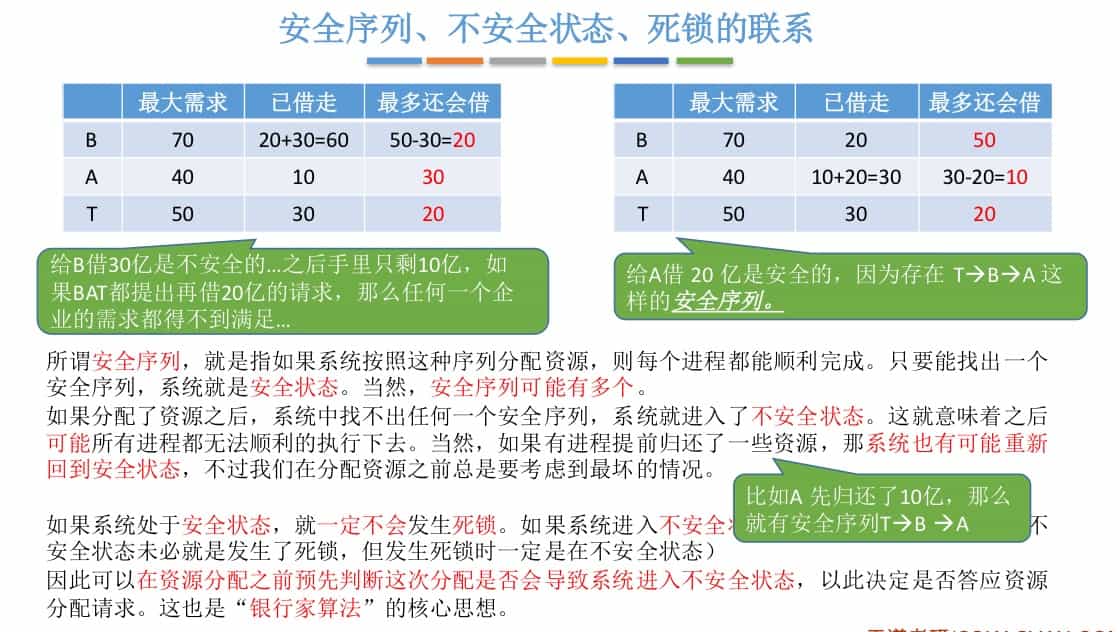 安全序列、不安全状态、死锁的联系
最大需求 已借走 最多还会借
B 70 20+30=60 50-30=20
A 40 10 30
T 50 30 20
最大需求 已借走 最多还会借
B 70 20 50
A 40 10+20=30 30-20=10
T 50 30 20
给B借30亿是不安全的...之后手里只剩10亿，如
果BAT都提出再借20亿的请求，那么任何一个企
业的需求都得不到满足...
给A借 20 亿是安全的，因为存在 T→B→A 这
样的安全序列。
所谓安全序列，就是指如果系统按照这种序列分配资源，则每个进程都能顺利完成。只要能找出一个
安全序列，系统就是安全状态。当然，安全序列可能有多个。
如果分配了资源之后，系统中找不出任何一个安全序列，系统就进入了不安全状态。这就意味着之后
可能所有进程都无法顺利的执行下去。当然，如果有进程提前归还了一些资源，那系统也有可能重新
回到安全状态，不过我们在分配资源之前总是要考虑到最坏的情况。
比如A 先归还了10亿，那么
就有安全序列T→B →A
如果系统处于安全状态，就一定不会发生死锁。如果系统进入不安全 不
安全状态未必就是发生了死锁，但发生死锁时一定是在不安全状态）
因此可以在资源分配之前预先判断这次分配是否会导致系统进入不安全状态，以此决定是否答应资源
分配请求。这也是“银行家算法”的核心思想。